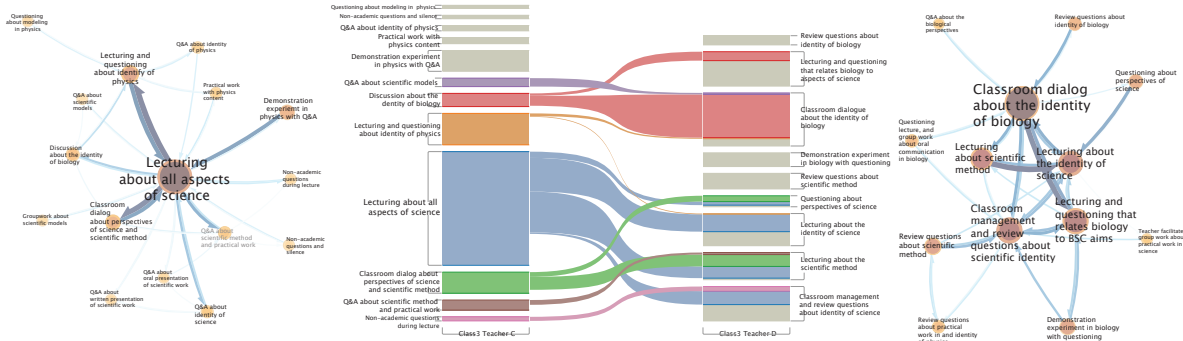 Questioning
about modeling
in physics
Lecturing and
questioning
about identify of
physics
Q&A about identity
of physics
Q&A about
scientific
models
Practical work
with physics
content
Demonstration
experient in
physics with Q&A
Discussion
about the identity
of biology
Lecturing
about all aspects
of science
Non-academic
questions
during lecture
Groupwork about
scientific models
Classroom
dialog
about perspectives
of science and
scientific method
Q&A about
scientific method
and practical work
Non-academic
questions and
silence
Q&A about
oral presentation
of scientific work
Q&A about
written presentation
of scientific work
Q&A about
identity of
science
Questioning about modeling in physics
Non-academic questions and silence
Q&A about identity of physics
Practical work with
physics content
Demonstration experiment
in physics with Q&A
Q&A about scientific models
Discussion about the
dentity of biology
Lecturing and questioning
about identity of physics
Lecturing about all
aspects of science
Classroom dialog about
perspectives of science
and scientific method
Q&A about scientific method
and practical work
Non-academic questions
during lecture
Class3 Teacher C
Review questions about
identity of biology
Lecturing and questioning
that relates biology to
aspects of science
Classroom dialogue
about the identity of
biology
Demonstration experiment
in biology with questioning
Review questions about
scientific method
Questioning about
perspectives of science
Lecturing about the
identity of science
Lecturing about the
scientific method
Classroom management
and review questions
about identity of science
Class3 Teacher D
Q&A about the
biological
perspectives
Review questions about
identity of biology
Classroom dialog
about the identity
of biology
Questioning about
perspectives of
science
Questioning
lecture, and group
work about oral
communication
in biology
Lecturing
about scientific
method
Lecturing about
the identity of
science
Classroom
management
and review
questions about
scientific identity
Lecturing and
questioning that
relates biology
to BSC aims
Review questions
about scientific
method
Teacher facilitate
group work abou
practical work in
science
Review questions
about practical
work in and identity
Demonstration
experiment in biology
with questioning